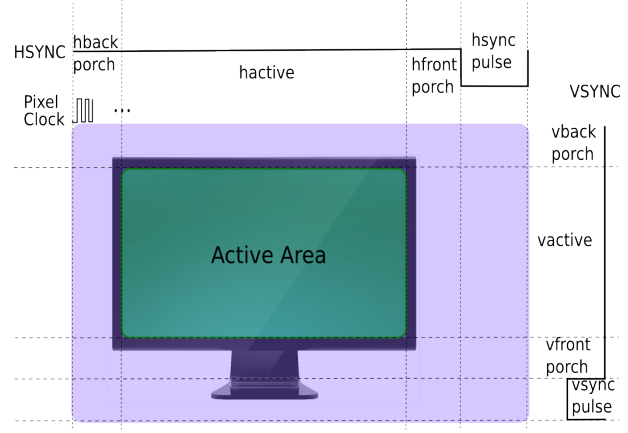 HSYNC
hback
porch
hactive
hfront
porch
hsync
pulse
VSYNC
Pixel
Clock
...
vback
porch
vactive
Active Area
vfront
porch
vsync
pulse